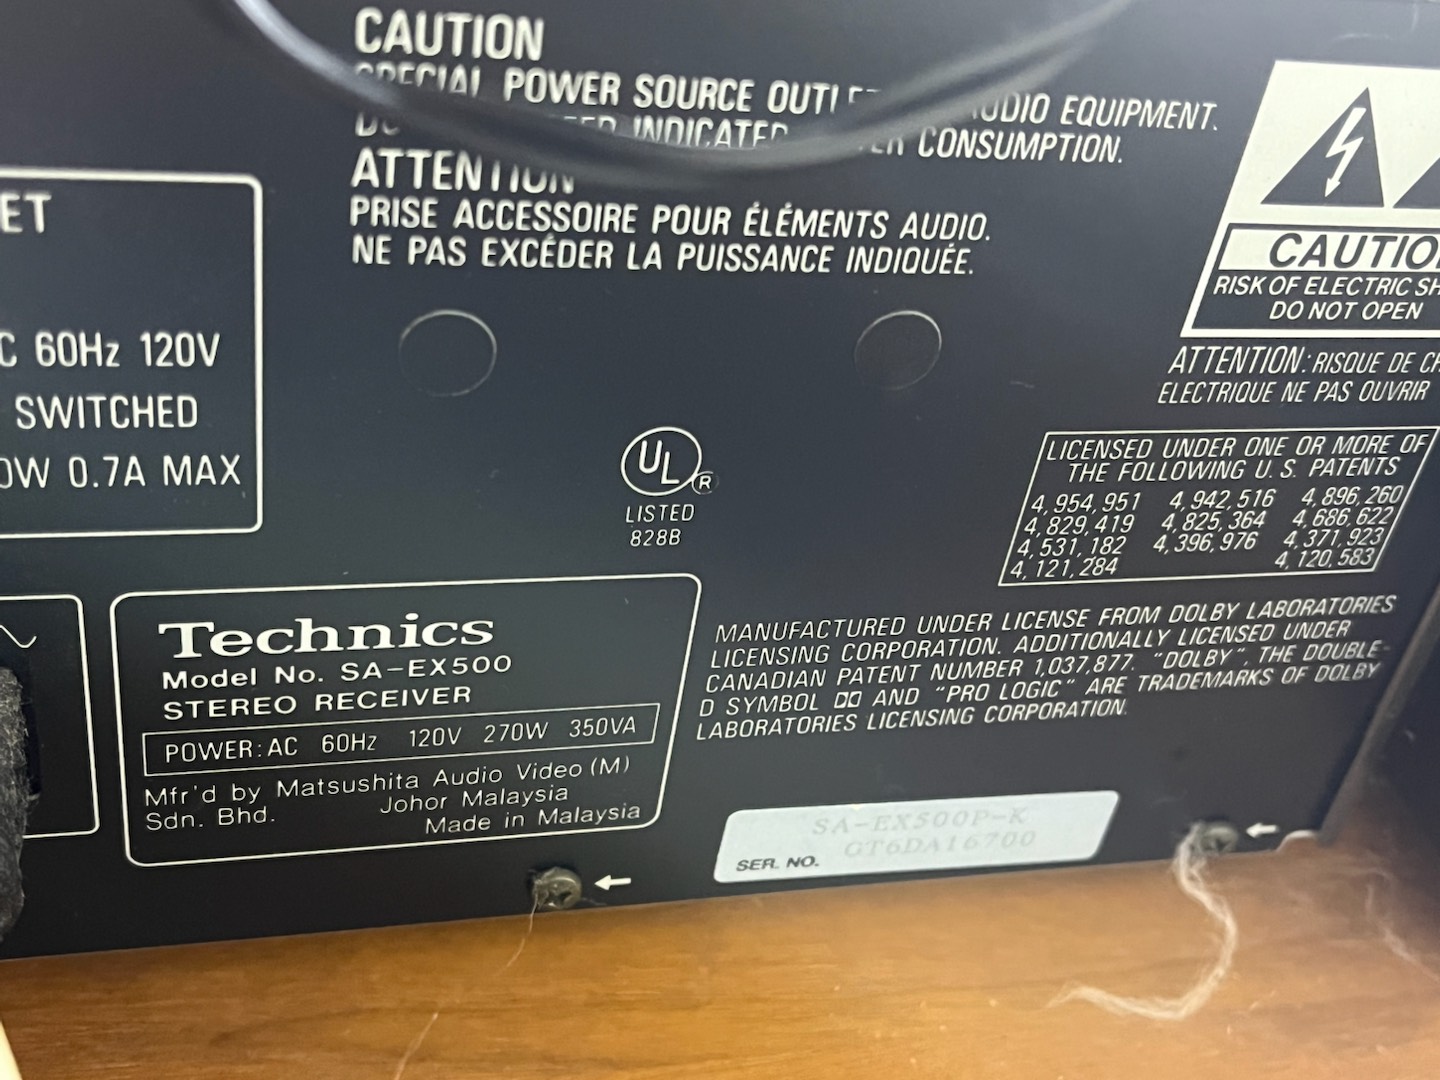 CAUTION
SPECIAL POWER SOURCE OUTLET AUDIO EQUIPMENT.
INDICATED CONSUMPTION.
ATTENTION
PRISE ACCESSOIRE POUR ÉLÉMENTS AUDIO.
NE PAS EXCÉDER LA PUISSANCE INDIQUÉE.
60Hz 120V
SWITCHED
0.7A MAX
CAUTION
RISK OF ELECTRIC
DO NOT OPEN
ATTENTION: RISQUE DE
ELECTRIQUE NE PAS OUVRIR
UL®
LISTED
828B
LICENSED UNDER ONE OR MORE OF
THE FOLLOWING U. S. PATENTS
4, 954, 951 4, 942, 516 4, 896, 260
4, 829, 419 4, 825, 364 4, 686, 622
4, 531, 182 4, 396, 976 4, 371, 923
4, 121, 284 4, 120, 583
Technics
Model No. SA-EX500
STEREO RECEIVER
POWER: AC 60Hz 120V 270W 350VA
Mfr'd by Matsushita Audio Video (M)
Sdn. Bhd. Johor Malaysia
Made in Malaysia
MANUFACTURED UNDER LICENSE FROM DOLBY LABORATORIES
LICENSING CORPORATION. ADDITIONALLY LICENSED UNDER
CANADIAN PATENT NUMBER 1,037,877. "DOLBY", THE DOUBLE-
D SYMBOL AND "PRO LOGIC" ARE TRADEMARKS OF DOLBY
LABORATORIES LICENSING CORPORATION.
SA-EX500P-K
SER. NO. GT6DA16700